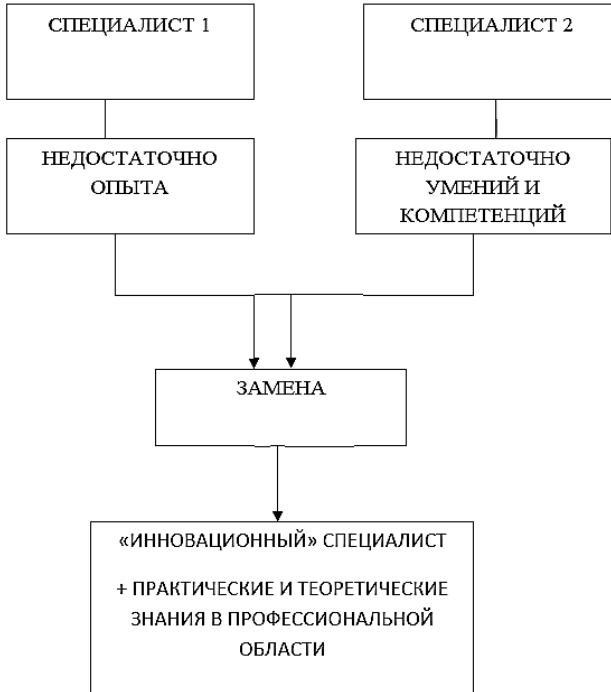 СПЕЦИАЛИСТ 1
СПЕЦИАЛИСТ 2
НЕДОСТАТОЧНО
ОПЫТА
НЕДОСТАТОЧНО
УМЕНИЙ И
КОМПЕТЕНЦИЙ
ЗАМЕНА
«ИННОВАЦИОННЫЙ» СПЕЦИАЛИСТ
+ ПРАКТИЧЕСКИЕ И ТЕОРЕТИЧЕСКИЕ
ЗНАНИЯ В ПРОФЕССИОНАЛЬНОЙ
ОБЛАСТИ